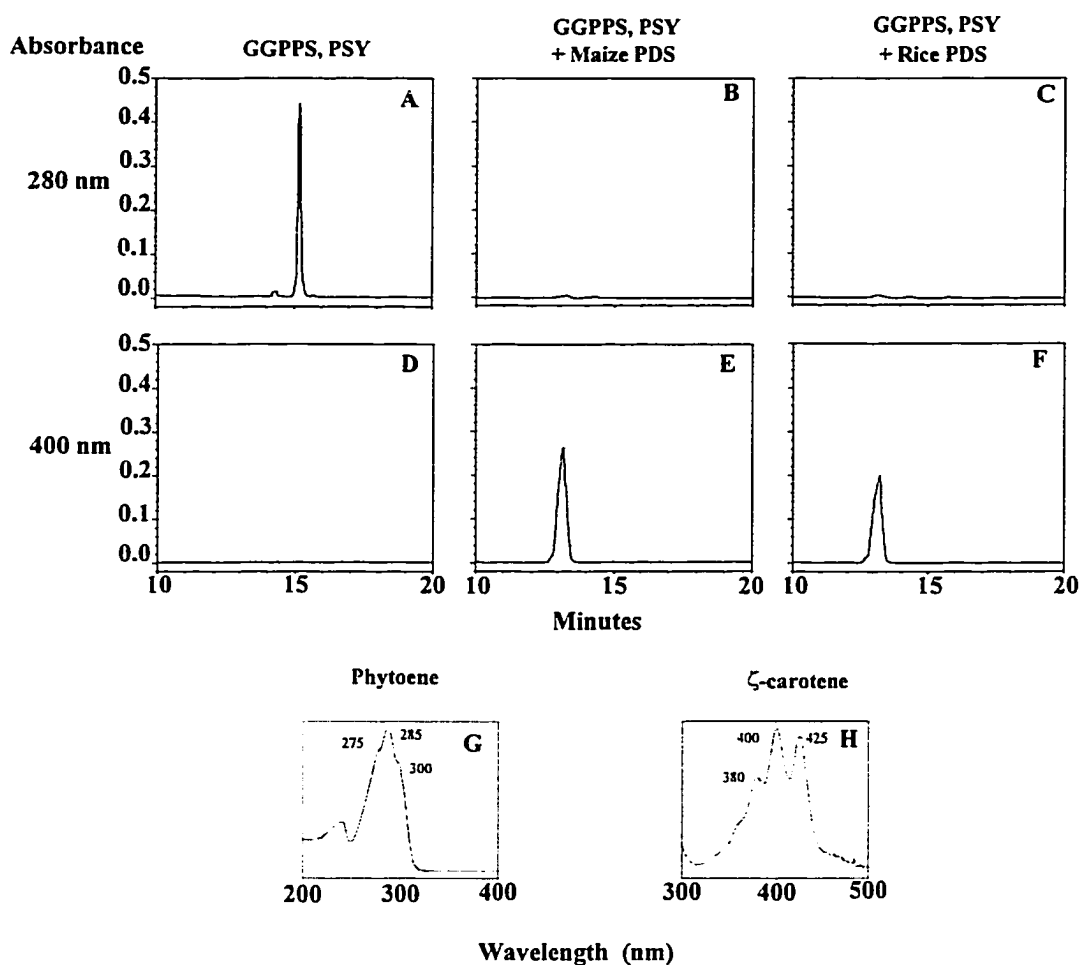 Absorbance
GGPPS, PSY
GGPPS, PSY
+ Maize PDS
GGPPS, PSY
+ Rice PDS
280 nm
0.5
0.4
0.3
0.2
0.1
0.0
A
B
C
400 nm
0.5
0.4
0.3
0.2
0.1
0.0
D
E
F
10 15 20
10 15 20
10 15 20
Minutes
Phytoene
275
285
300
G
200 300 400
ζ-carotene
380
400
425
H
300 400 500
Wavelength (nm)